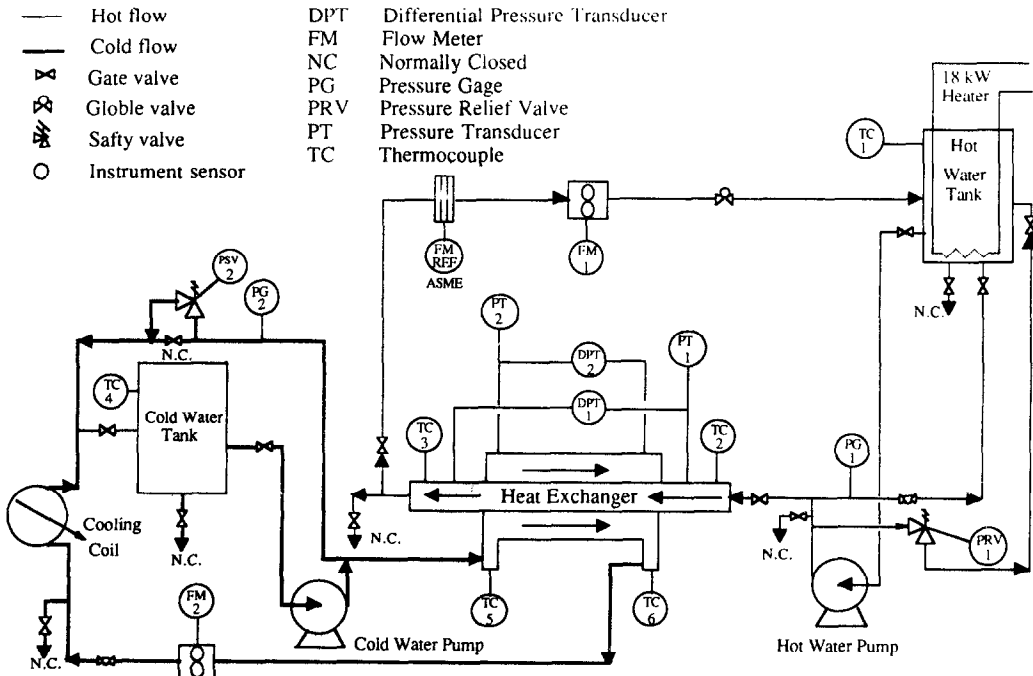 Hot flow
Cold flow
Gate valve
Globle valve
Safty valve
Instrument sensor
DPT Differential Pressure Transducer
FM Flow Meter
NC Normally Closed
PG Pressure Gage
PRV Pressure Relief Valve
PT Pressure Transducer
TC Thermocouple
18 kW
Heater
TC
1
Hot
Water
Tank
N.C.
FM
REF
ASME
FM
1
PSV
2
PG
2
N.C.
TC
4
Cold Water
Tank
N.C.
Cooling
Coil
PT
2
DPT
2
PT
1
DPT
1
TC
3
TC
2
Heat Exchanger
N.C.
PG
1
N.C.
PRV
1
TC
5
TC
6
FM
2
N.C.
Cold Water Pump
Hot Water Pump